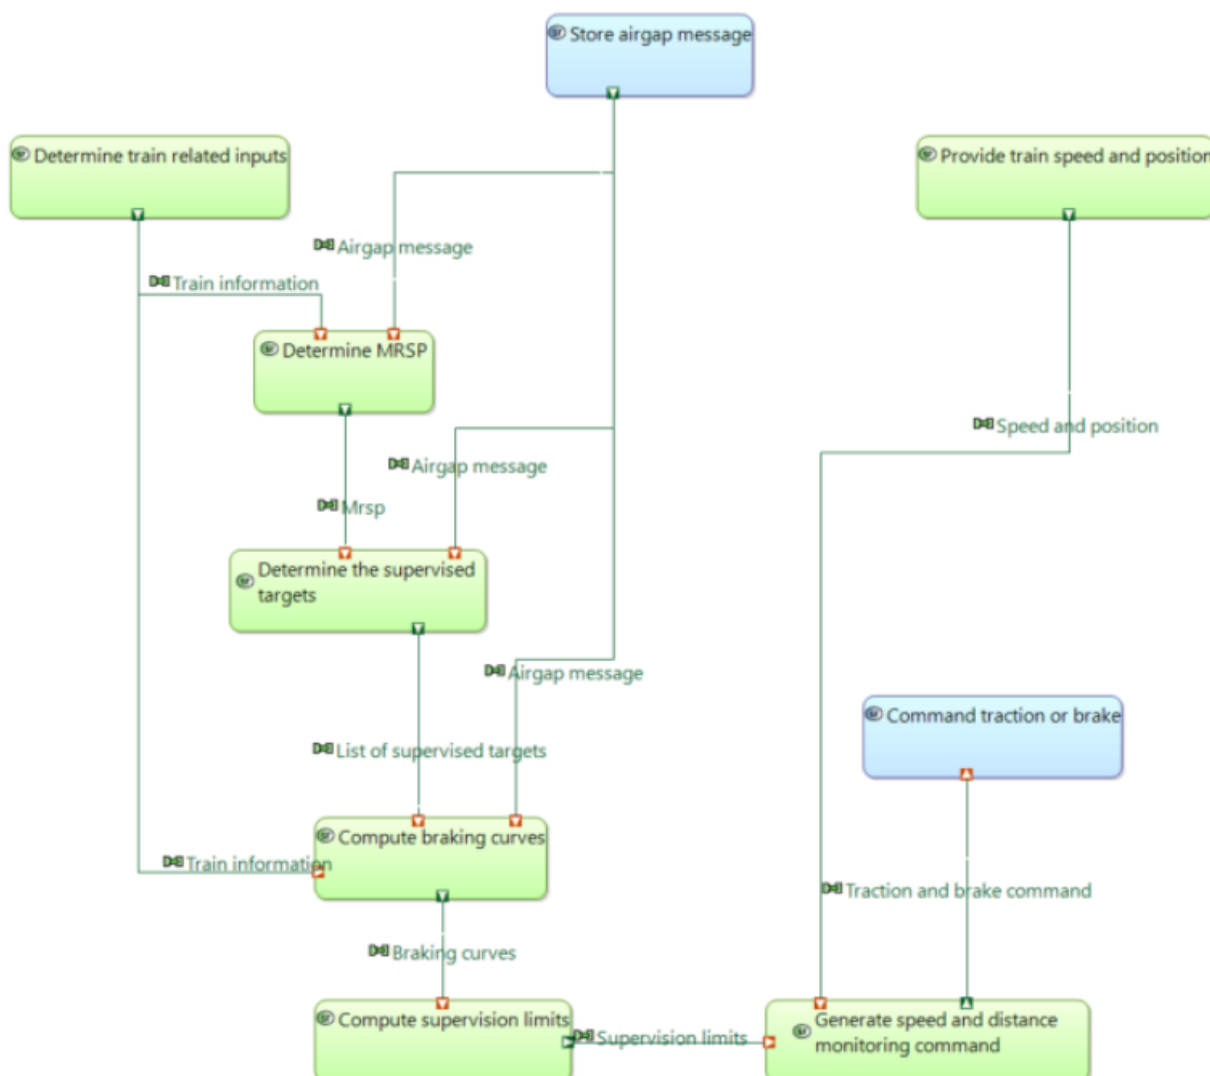 Store airgap message
Determine train related inputs
Provide train speed and position
Airgap message
Train information
Determine MRSP
Speed and position
Airgap message
Mrsp
Determine the supervised
targets
Airgap message
Command traction or brake
List of supervised targets
Compute braking curves
Train information
Traction and brake command
Braking curves
Compute supervision limits
Supervision limits
Generate speed and distance
monitoring command